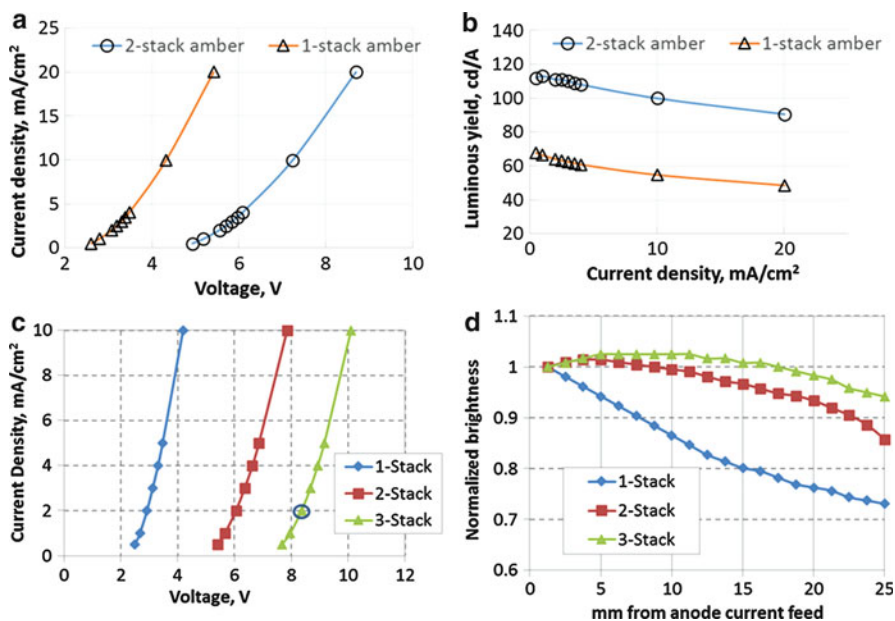 a
2-stack amber
1-stack amber
Current density, mA/cm²
20
15
10
5
0
2
4
6
8
10
Voltage, V
b
2-stack amber
1-stack amber
Luminous yield, cd/A
140
120
100
80
60
40
20
0
10
20
Current density, mA/cm²
c
Current Density, mA/cm²
10
9
8
7
6
5
4
3
2
1
0
1-Stack
2-Stack
3-Stack
0
2
4
6
8
10
12
Voltage, V
d
Normalized brightness
1.1
1
0.9
0.8
0.7
0.6
1-Stack
2-Stack
3-Stack
0
5
10
15
20
25
mm from anode current feed